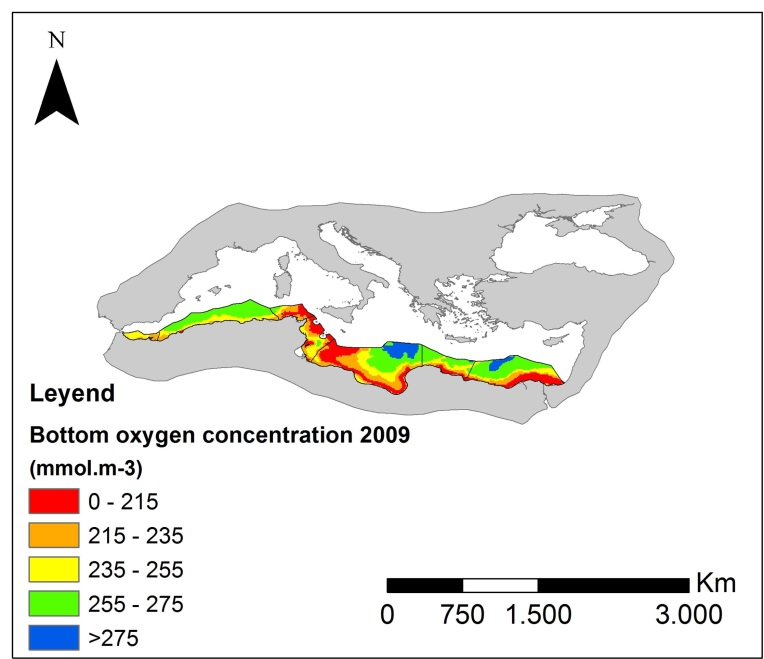 N
Leyend
Bottom oxygen concentration 2009
(mmol.m-3)
0 - 215
215 - 235
235 - 255
255 - 275
>275
Km
0 750 1.500 3.000